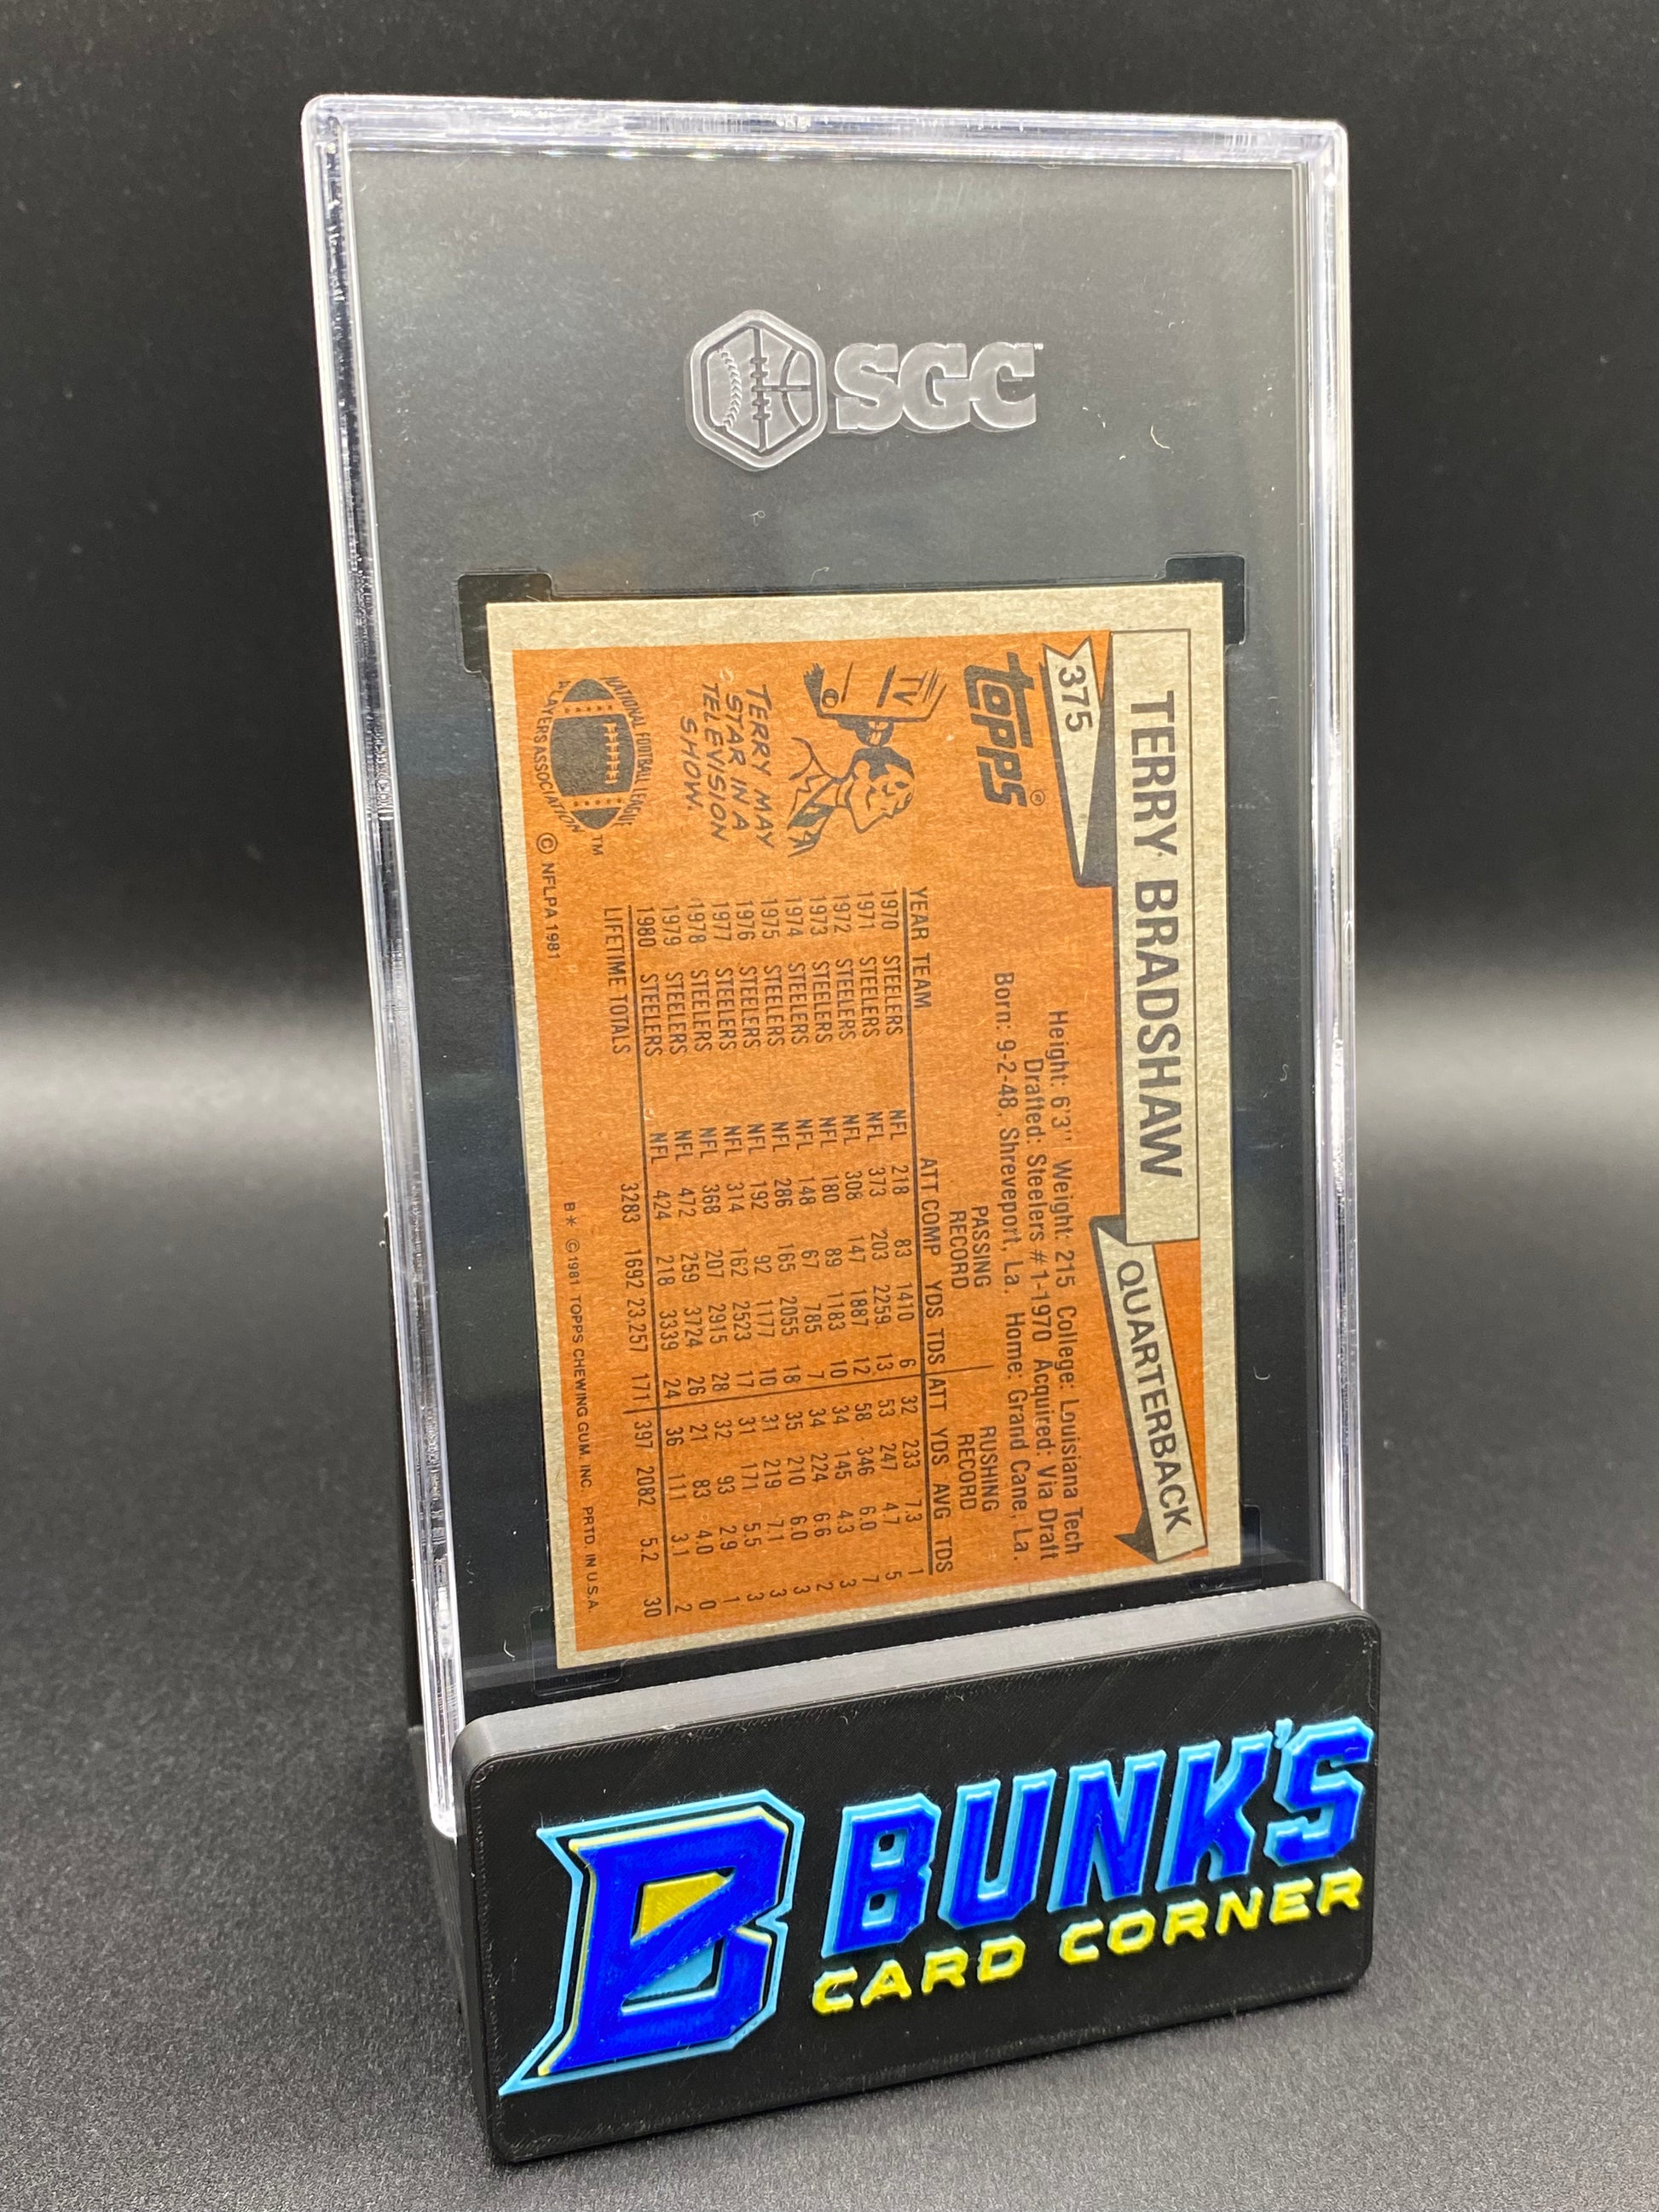 SGC
TERRY BRADSHAW
QUARTERBACK
375
topps®
Height: 6'3" Weight: 215 College: Louisiana Tech
Drafted: Steelers #1-1970 Acquired: Via Draft
Born: 9-2-48, Shreveport, La. Home: Grand Cane, La.
PASSING RECORD RUSHING RECORD
YEAR TEAM ATT COMP YDS TDS ATT YDS AVG TDS
1970 STEELERS NFL 218 83 1410 6 32 233 7.3 1
1971 STEELERS NFL 373 203 2259 13 53 247 4.7 5
1972 STEELERS NFL 308 147 1887 12 58 346 6.0 7
1973 STEELERS NFL 180 89 1183 10 34 145 4.3 3
1974 STEELERS NFL 148 67 785 7 34 224 6.6 2
1975 STEELERS NFL 286 165 2055 18 35 210 6.0 3
1976 STEELERS NFL 192 92 1177 10 31 219 7.1 3
1977 STEELERS NFL 314 162 2523 17 31 171 5.5 3
1978 STEELERS NFL 368 207 2915 28 32 93 2.9 1
1979 STEELERS NFL 472 259 3724 26 21 83 4.0 0
1980 STEELERS NFL 424 218 3339 24 36 111 3.1 2
LIFETIME TOTALS 3283 1692 23.257 171 397 2082 5.2 30
TV
TERRY MAY
STAR IN A
TELEVISION
SHOW.
NATIONAL FOOTBALL LEAGUE
PLAYERS ASSOCIATION
™
© NFLPA 1981
B* ©1981 TOPPS CHEWING GUM, INC. PRTD. IN U.S.A.
B
BUNK'S
CARD CORNER